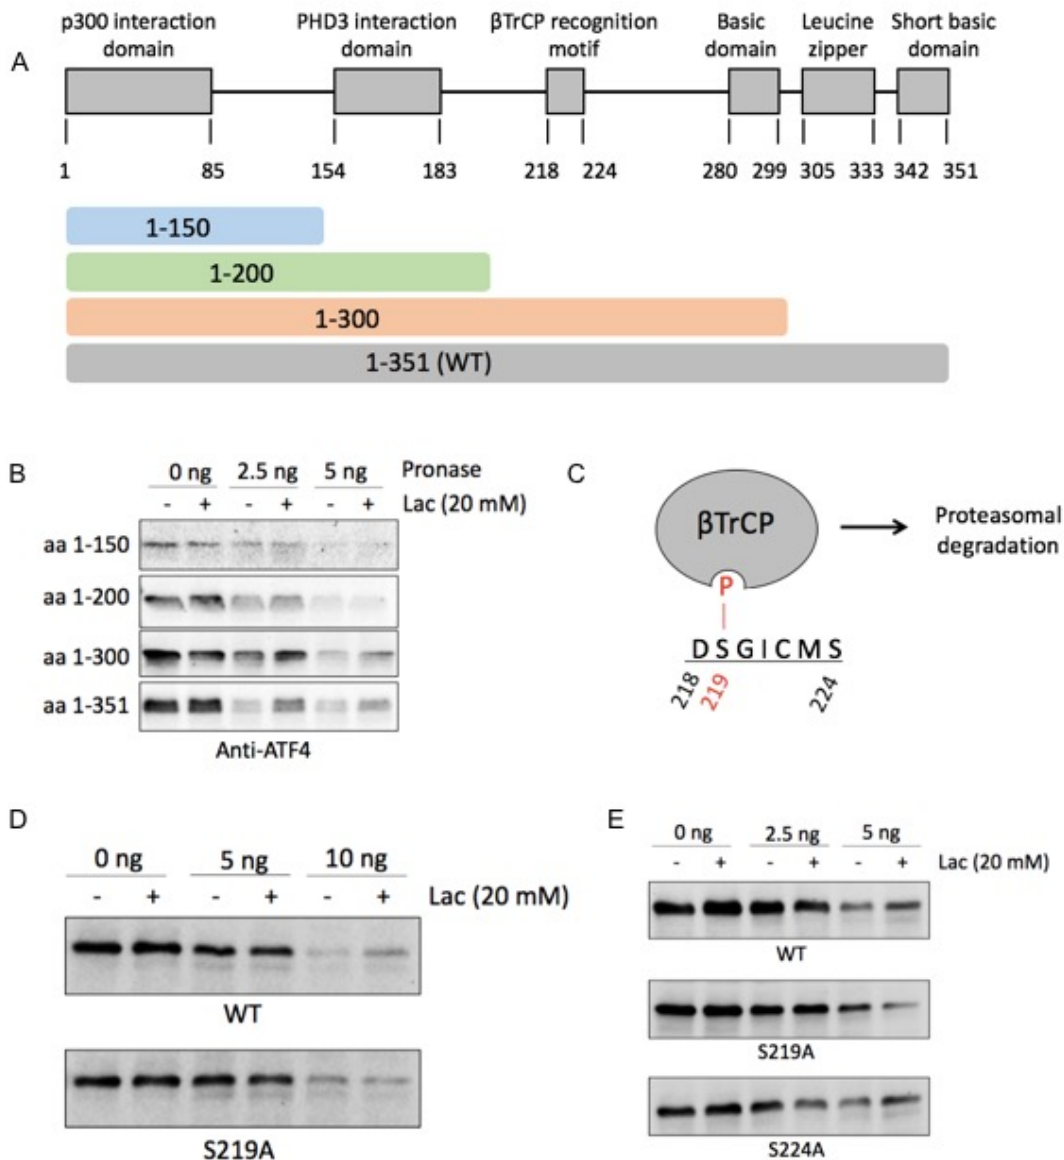 A
p300 interaction domain
PHD3 interaction domain
βTrCP recognition motif
Basic domain
Leucine zipper
Short basic domain
1 85 154 183 218 224 280 299 305 333 342 351
1-150
1-200
1-300
1-351 (WT)
B
0 ng 2.5 ng 5 ng Pronase
- + - + - + Lac (20 mM)
aa 1-150
aa 1-200
aa 1-300
aa 1-351
Anti-ATF4
C
βTrCP
Proteasomal degradation
P
D S G I C M S
218 219 224
D
0 ng 5 ng 10 ng
- + - + - + Lac (20 mM)
WT
S219A
E
0 ng 2.5 ng 5 ng
- + - + - + Lac (20 mM)
WT
S219A
S224A